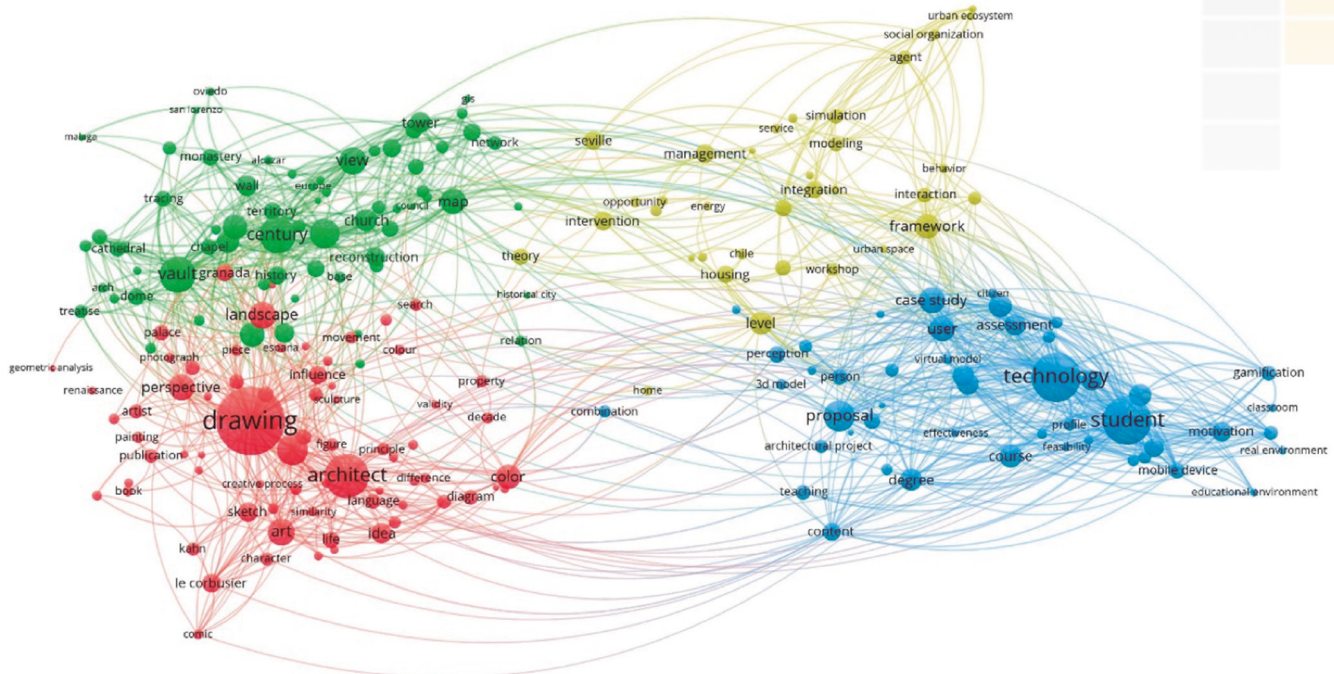 urban ecosystem
social organization
agent
oviedo
san lorenzo
gis
malaga
tower
simulation
service
network
seville
modeling
management
monastery
alcazar
view
behavior
wall
europe
integration
interaction
tracing
council
map
opportunity
energy
territory
church
intervention
framework
century
cathedral
chapel
reconstruction
theory
chile
urban space
vault
granada
history
base
housing
workshop
arch
dome
historical city
case study
citizen
treatise
landscape
search
level
user
assessment
palace
movement
relation
piece
espana
colour
photograph
perception
virtual model
geometric analysis
influence
person
technology
gamification
renaissance
perspective
property
3d model
sculpture
home
artist
validity
combination
classcoom
drawing
decade
proposal
student
painting
effectiveness
profile
motivation
figure
principle
architectural project
feasibility
real environment
publication
course
architect
difference
color
mobile device
book
creative process
degree
language
diagram
teaching
educational environment
sketch
similarity
art
life
idea
content
kahn
character
le corbusier
comic